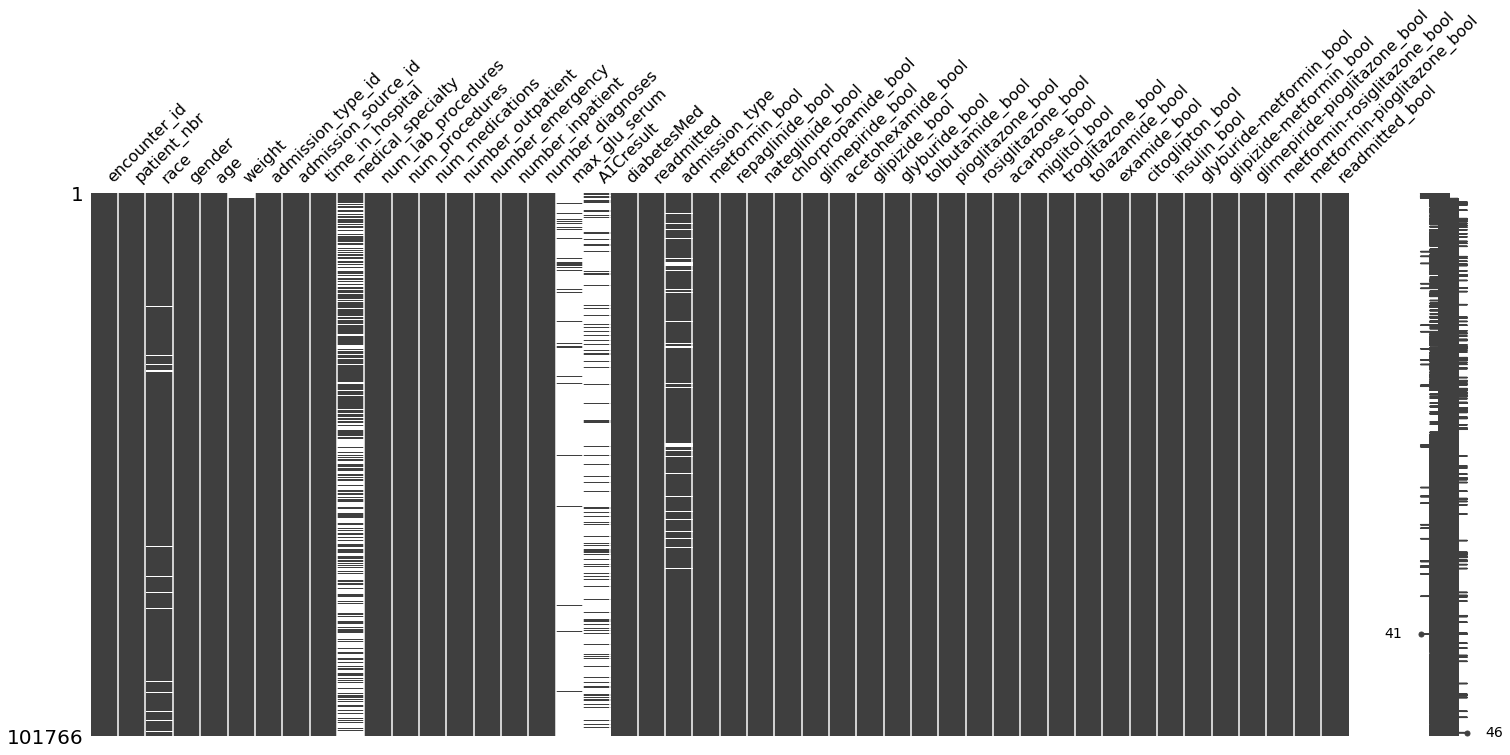 encounter_id
patient_nbr
race
gender
age
weight
admission_type_id
admission_source_id
time_in_hospital
medical_specialty
num_lab_procedures
num_procedures
num_medications
number_outpatient
number_emergency
number_inpatient
number_diagnoses
max_glu_serum
A1Cresult
diabetesMed
readmitted
admission_type
metformin_bool
repaglinide_bool
nateglinide_bool
chlorpropamide_bool
glimepiride_bool
acetohexamide_bool
glipizide_bool
glyburide_bool
tolbutamide_bool
pioglitazone_bool
rosiglitazone_bool
acarbose_bool
miglitol_bool
troglitazone_bool
tolazamide_bool
examide_bool
citoglipton_bool
insulin_bool
glyburide-metformin_bool
glipizide-metformin_bool
glimepiride-pioglitazone_bool
metformin-rosiglitazone_bool
metformin-pioglitazone_bool
readmitted_bool
1
41
46
101766